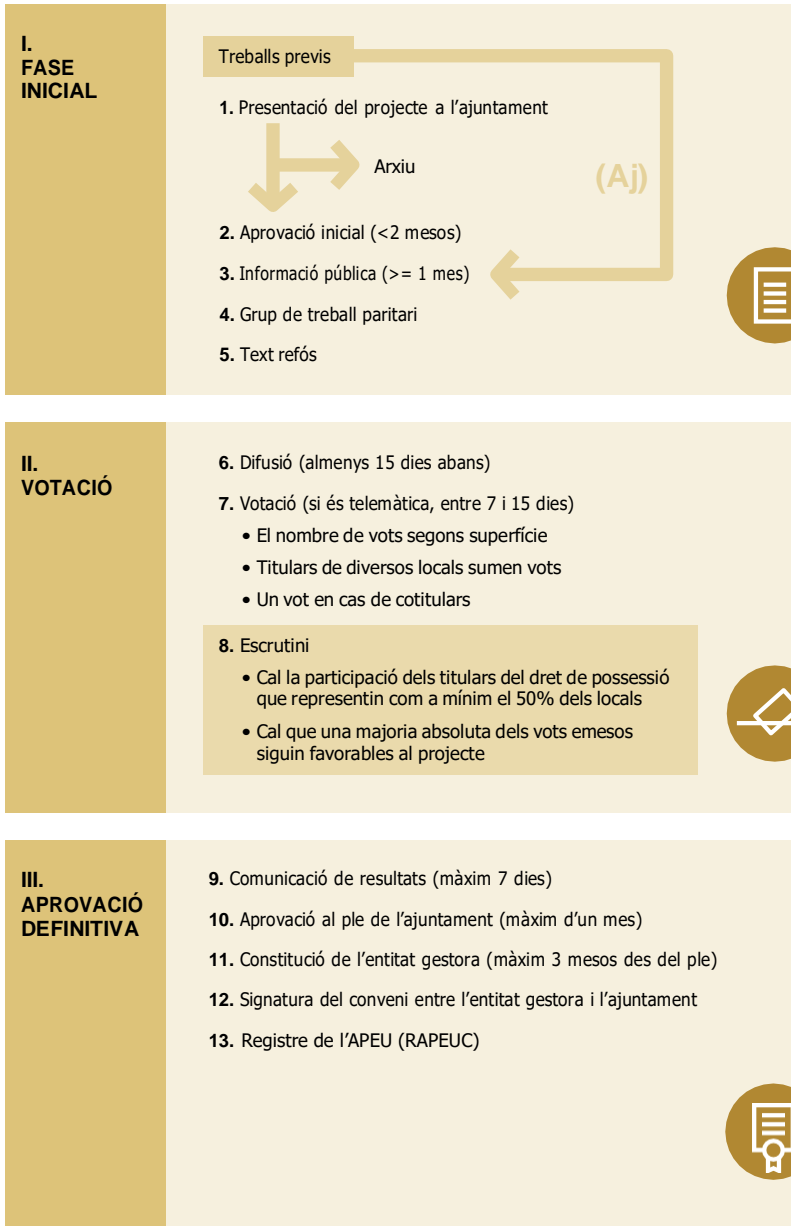 I.
FASE
INICIAL
Treballs previs
1. Presentació del projecte a l’ajuntament
Arxiu
(Aj)
2. Aprovació inicial (<2 mesos)
3. Informació pública (>= 1 mes)
4. Grup de treball paritari
5. Text refós
II.
VOTACIÓ
6. Difusió (almenys 15 dies abans)
7. Votació (si és telemàtica, entre 7 i 15 dies)
• El nombre de vots segons superfície
• Titulars de diversos locals sumen vots
• Un vot en cas de cotitulars
8. Escrutini
• Cal la participació dels titulars del dret de possessió
que representin com a mínim el 50% dels locals
• Cal que una majoria absoluta dels vots emesos
siguin favorables al projecte
III.
APROVACIÓ
DEFINITIVA
9. Comunicació de resultats (màxim 7 dies)
10. Aprovació al ple de l’ajuntament (màxim d’un mes)
11. Constitució de l’entitat gestora (màxim 3 mesos des del ple)
12. Signatura del conveni entre l’entitat gestora i l’ajuntament
13. Registre de l’APEU (RAPEUC)